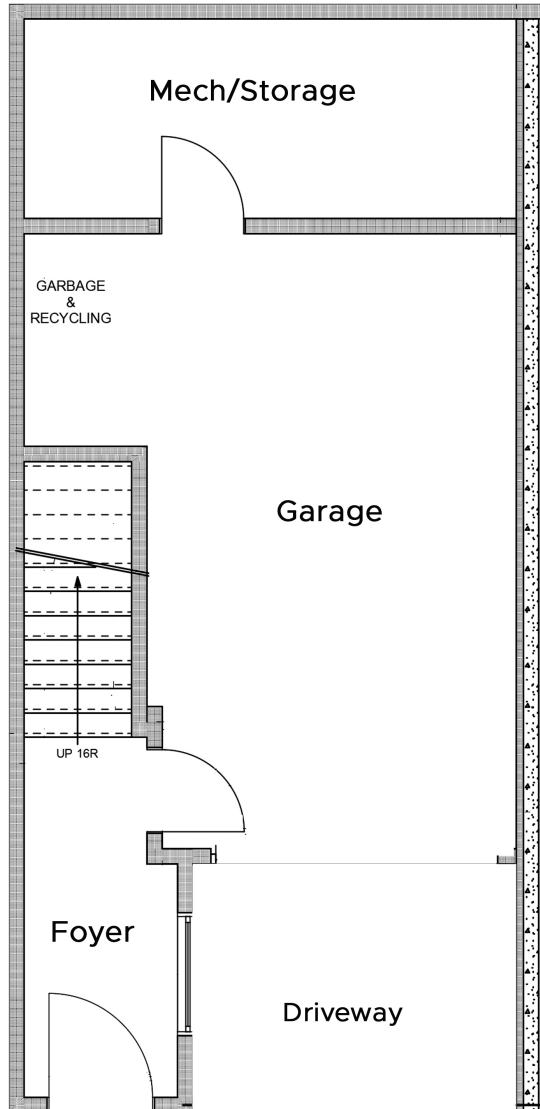 Mech/Storage
GARBAGE
&
RECYCLING
Garage
UP 16R
Foyer
Driveway